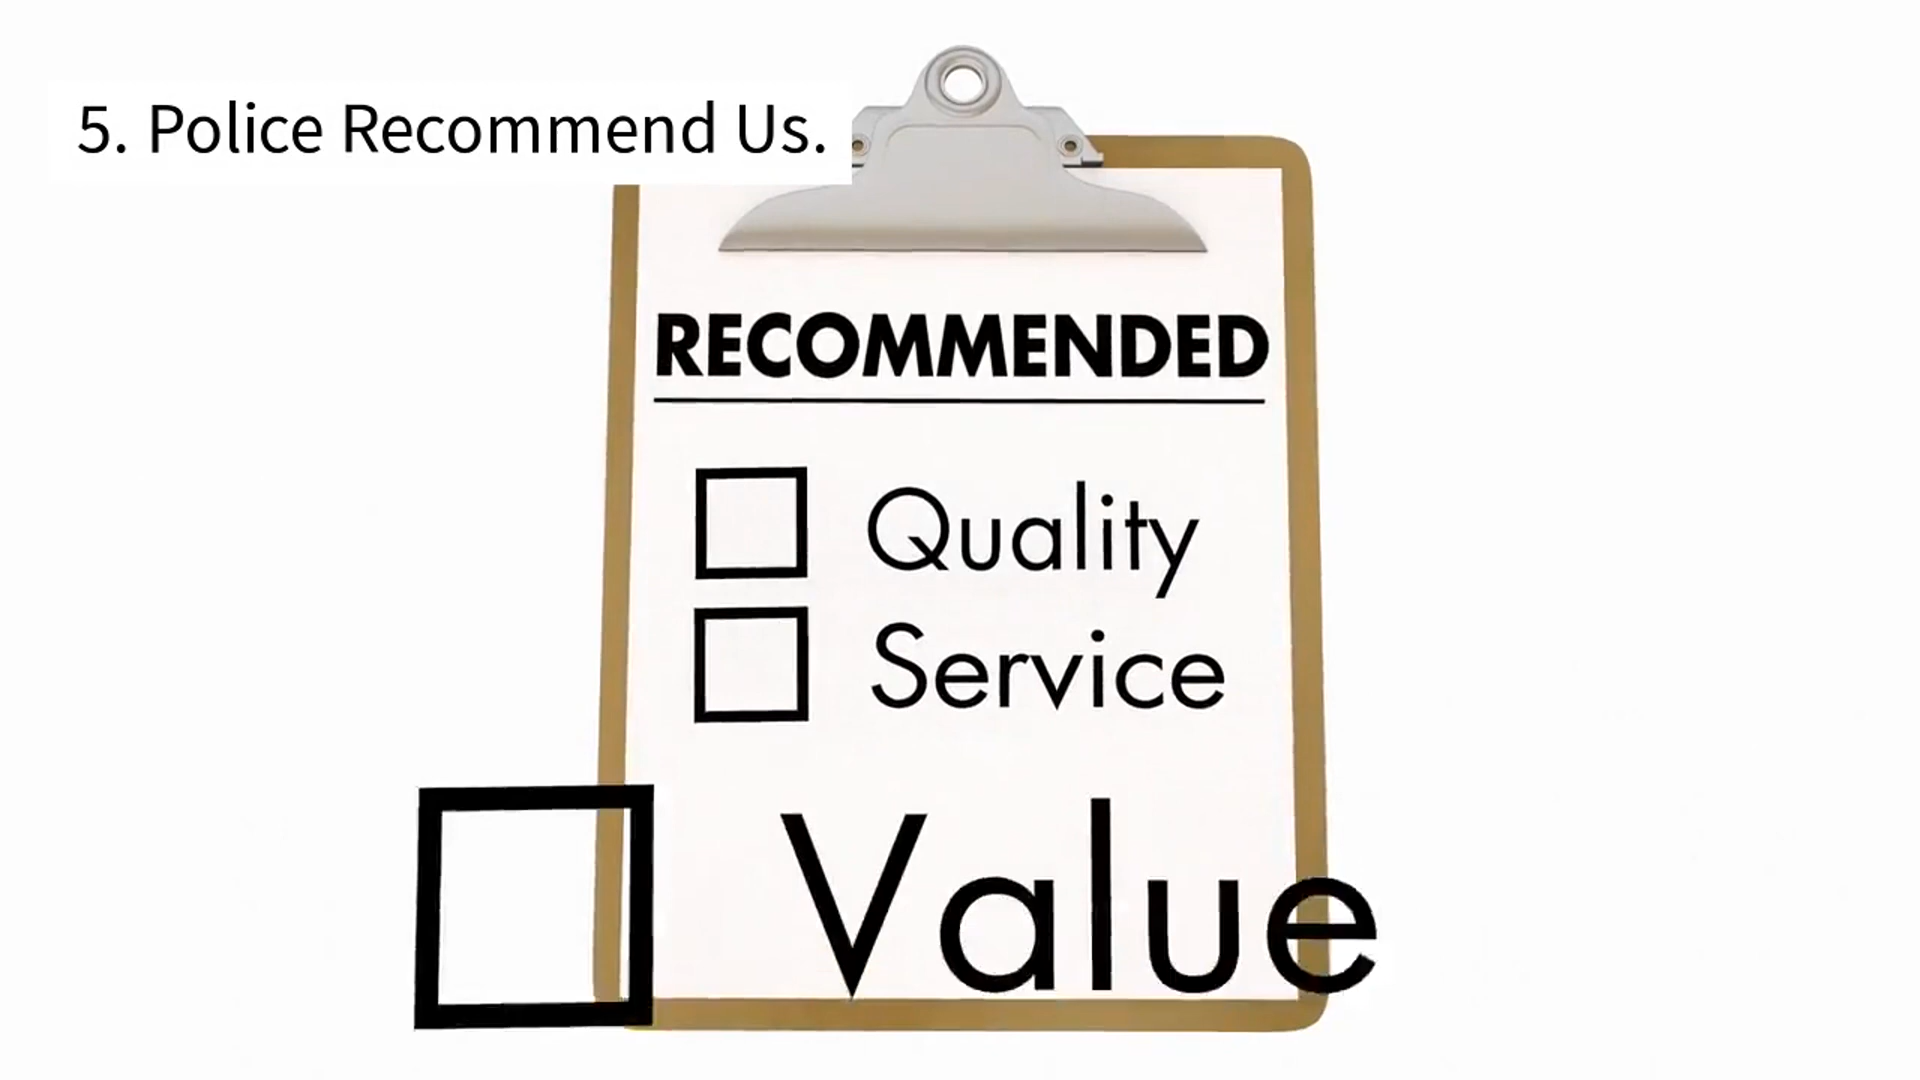 5. Police Recommend Us.
RECOMMENDED
Quality
Service
Value